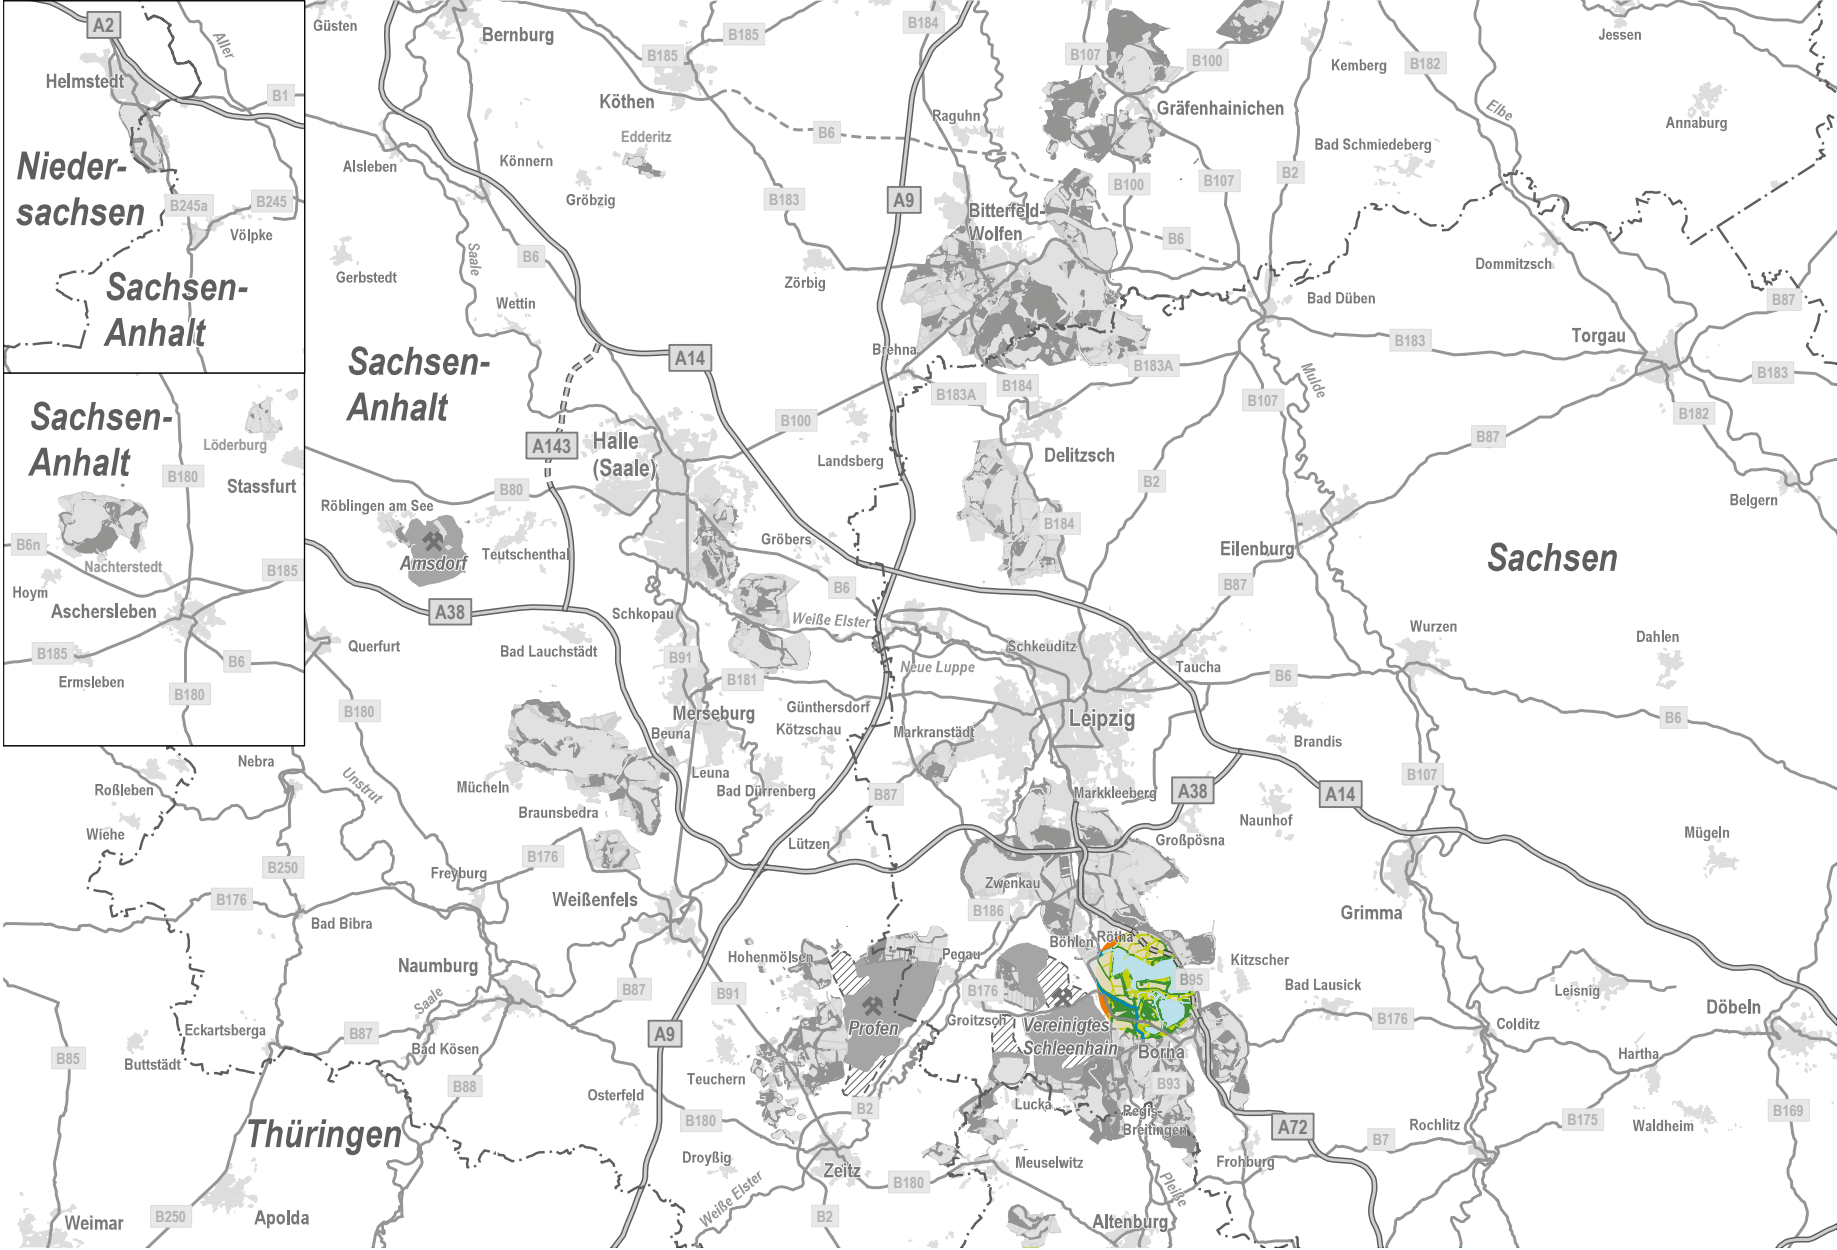 A2
Aller
Helmstedt
B1
Nieder-
sachsen
B245a
B245
Völpke
Sachsen-
Anhalt
Sachsen-
Anhalt
Löderburg
B180
Stassfurt
B6n
Nachterstedt
B185
Hoym
Aschersleben
B185
B6
Ermsleben
B180
Güsten
Bernburg
B185
B185
B184
B107
B100
Kemberg
B182
Jessen
Köthen
Gräfenhainichen
Elbe
Annaburg
Raguhn
Edderitz
B6
Bad Schmiedeberg
Alsleben
Könnern
Gröbzig
B183
A9
B100
B107
B2
Bitterfeld-
Wolfen
B6
Saale
B6
Gerbstedt
Zörbig
Dommitzsch
Wettin
Bad Düben
B87
Sachsen-
Anhalt
A14
Brehna
B183
Torgau
B183A
B184
B183A
Mulde
B183
B107
B182
B100
A143
Halle
(Saale)
Landsberg
Delitzsch
B87
B80
B2
Belgern
Röblingen am See
B184
Amsdorf
Teutschenthal
Gröbers
Eilenburg
Sachsen
B6
B87
A38
Schkopau
Weiße Elster
Wurzen
Dahlen
Querfurt
Bad Lauchstädt
B91
Schkeuditz
Neue Luppe
Taucha
B6
B181
B180
Merseburg
Günthersdorf
Leipzig
B6
Beuna
Kötzschau
Markranstädt
Brandis
Nebra
Leuna
B107
Roßleben
Unstrut
Mücheln
Bad Dürrenberg
B87
Markkleeberg
A38
A14
Braunsbedra
Naunhof
Wiehe
Lützen
Großpösna
Mügeln
B176
B250
Freyburg
Zwenkau
B176
Weißenfels
B186
Grimma
Bad Bibra
Böhlen
Rötha
Hohenmölsen
Pegau
Kitzscher
Naumburg
B95
Bad Lausick
Leisnig
B87
B91
B176
Saale
Döbeln
Eckartsberga
B87
A9
Profen
Groitzsch
Vereinigtes
Schleenhain
B176
Colditz
B85
Bad Kösen
Borna
Hartha
Buttstädt
Teuchern
B88
B93
Osterfeld
Lucka
B2
Regis-
Breitingen
B169
Thüringen
B180
A72
B175
Rochlitz
Waldheim
B7
Droyßig
Zeitz
Meuselwitz
Frohburg
B180
Pleiße
Weiße Elster
Weimar
B250
Apolda
B2
Altenburg